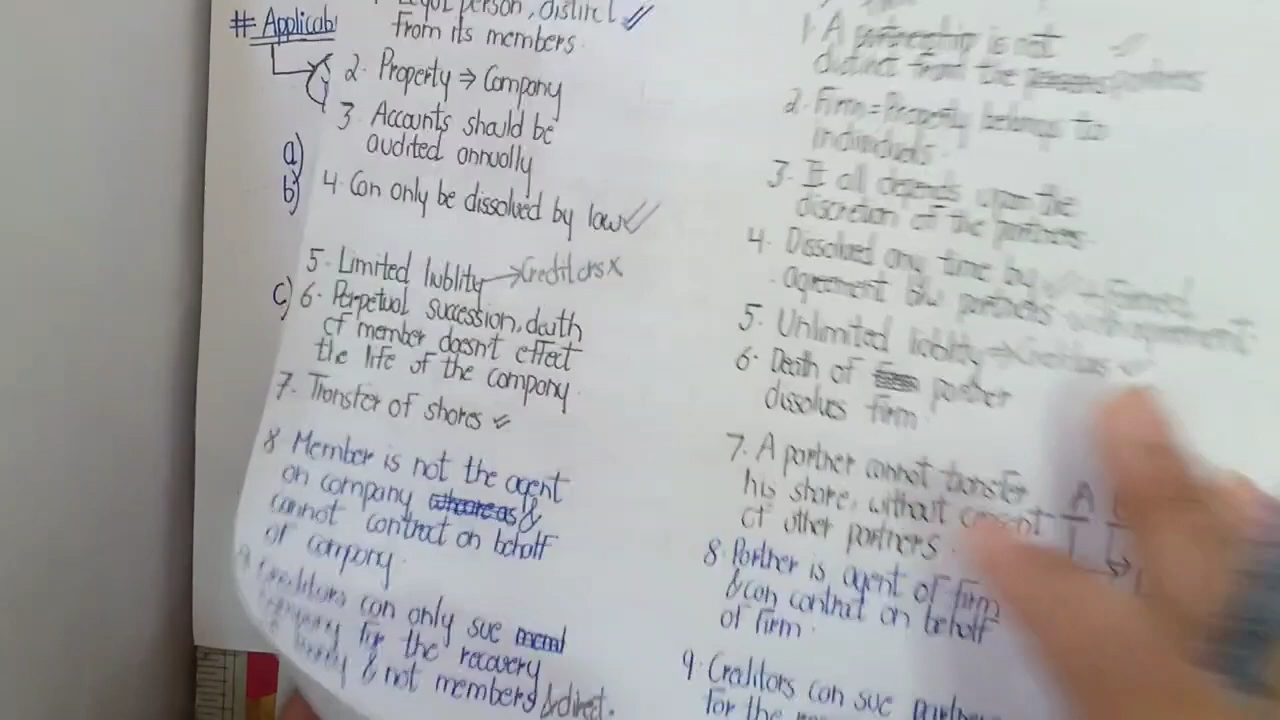 # Applicab
person, distinct
from its members.
2. Property ⇒ Company
3. Accounts should be
audited annually
a)
b)
4. Can only be dissolved by law
5. Limited liublity → Creditors x
c)
6. Perpetual succession, death
of member doesn't effect
the life of the company.
7. Transfer of shares
8 Member is not the agent
on company &
cannot contract on behalf
of company.
Creditors can only sue
company for the recovery
& not members & direct.
1. A partnership is not
distinct from the partners
2. Firm = Property belongs to
individuals.
3. It all depends upon the
discretion of the partners.
4. Dissolved any time by
agreement b/w partners
5. Unlimited liablity ⇒ Creditors
6. Death of partner
dissolves firm.
7. A partner cannot transfer
his share, without consent
of other partners.
A
8. Partner is agent of firm
& can contract on behalf
of firm.
9. Creditors can sue partn
for the